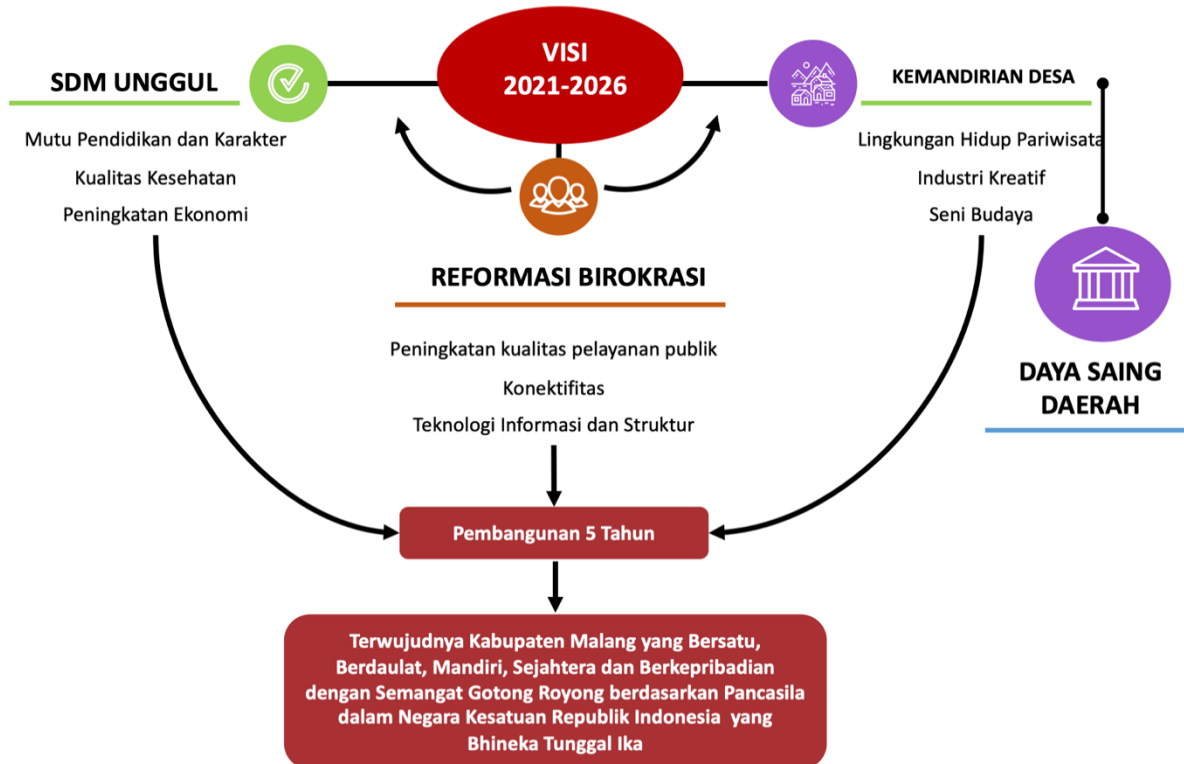 VISI
2021-2026
SDM UNGGUL
Mutu Pendidikan dan Karakter
Kualitas Kesehatan
Peningkatan Ekonomi
KEMANDIRIAN DESA
Lingkungan Hidup Pariwisata
Industri Kreatif
Seni Budaya
REFORMASI BIROKRASI
Peningkatan kualitas pelayanan publik
Konektifitas
Teknologi Informasi dan Struktur
DAYA SAING
DAERAH
Pembangunan 5 Tahun
Terwujudnya Kabupaten Malang yang Bersatu,
Berdaulat, Mandiri, Sejahtera dan Berkepribadian
dengan Semangat Gotong Royong berdasarkan Pancasila
dalam Negara Kesatuan Republik Indonesia yang
Bhineka Tunggal Ika